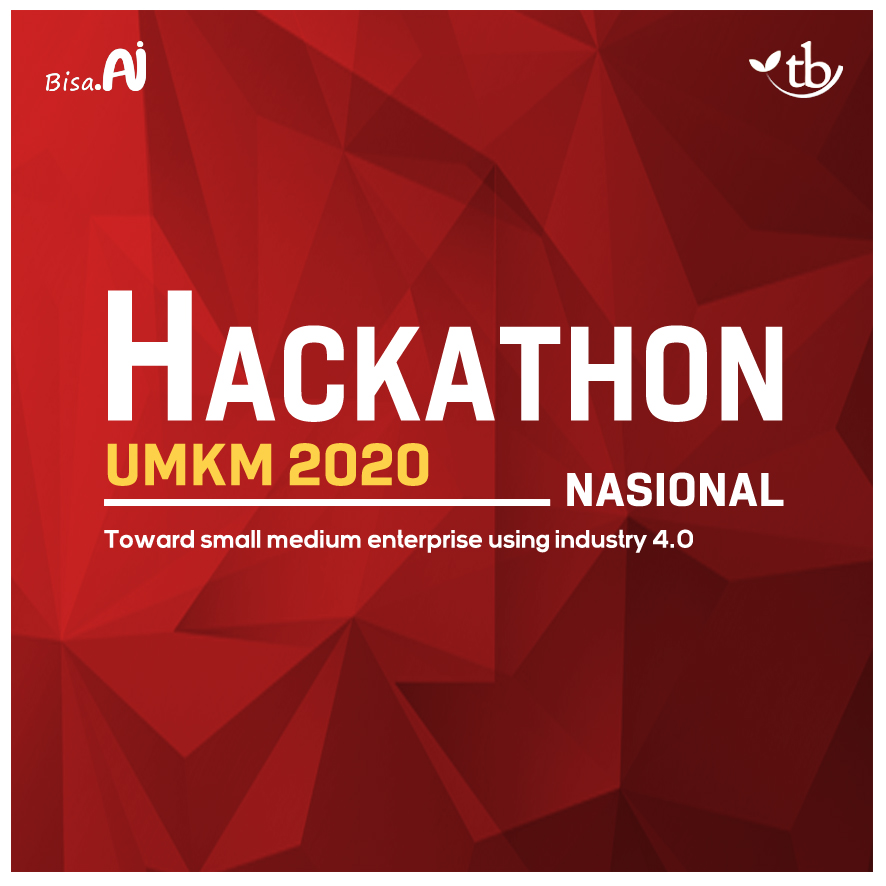 Bisa.Ai
tb
HACKATHON
UMKM 2020
NASIONAL
Toward small medium enterprise using industry 4.0